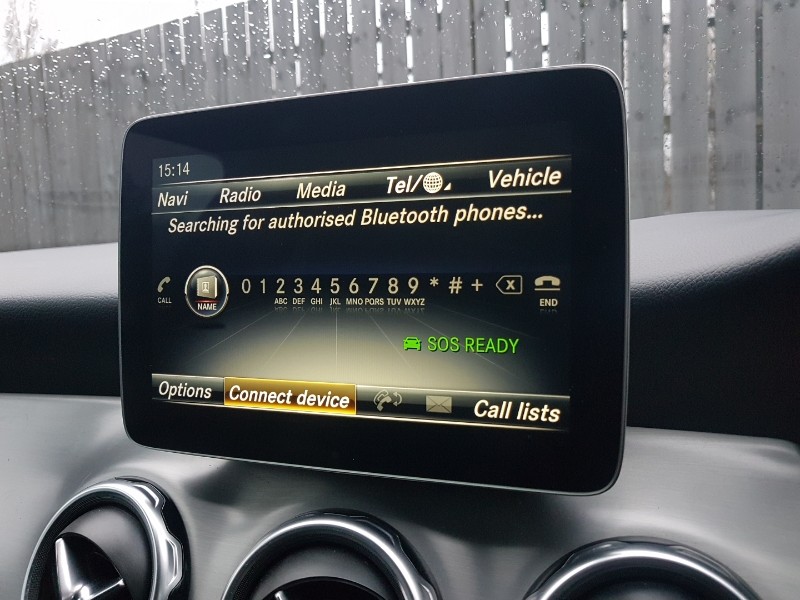 15:14
Navi Radio Media Tel/ Vehicle
Searching for authorised Bluetooth phones...
0 1 2 3 4 5 6 7 8 9 * # +
CALL NAME ABC DEF GHI JKL MNO PQRS TUV WXYZ END
SOS READY
Options Connect device Call lists